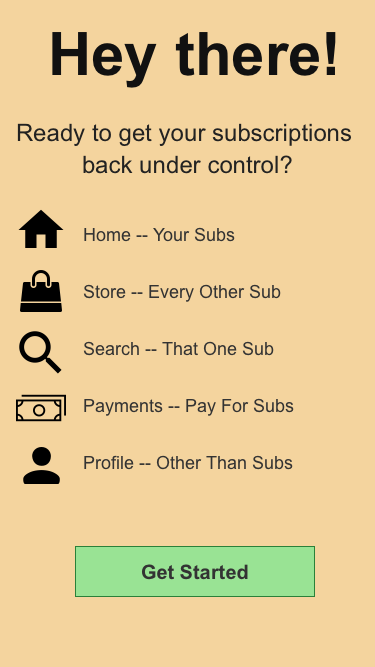 Hey there!
Ready to get your subscriptions
back under control?
Home -- Your Subs
Store -- Every Other Sub
Search -- That One Sub
Payments -- Pay For Subs
Profile -- Other Than Subs
Get Started